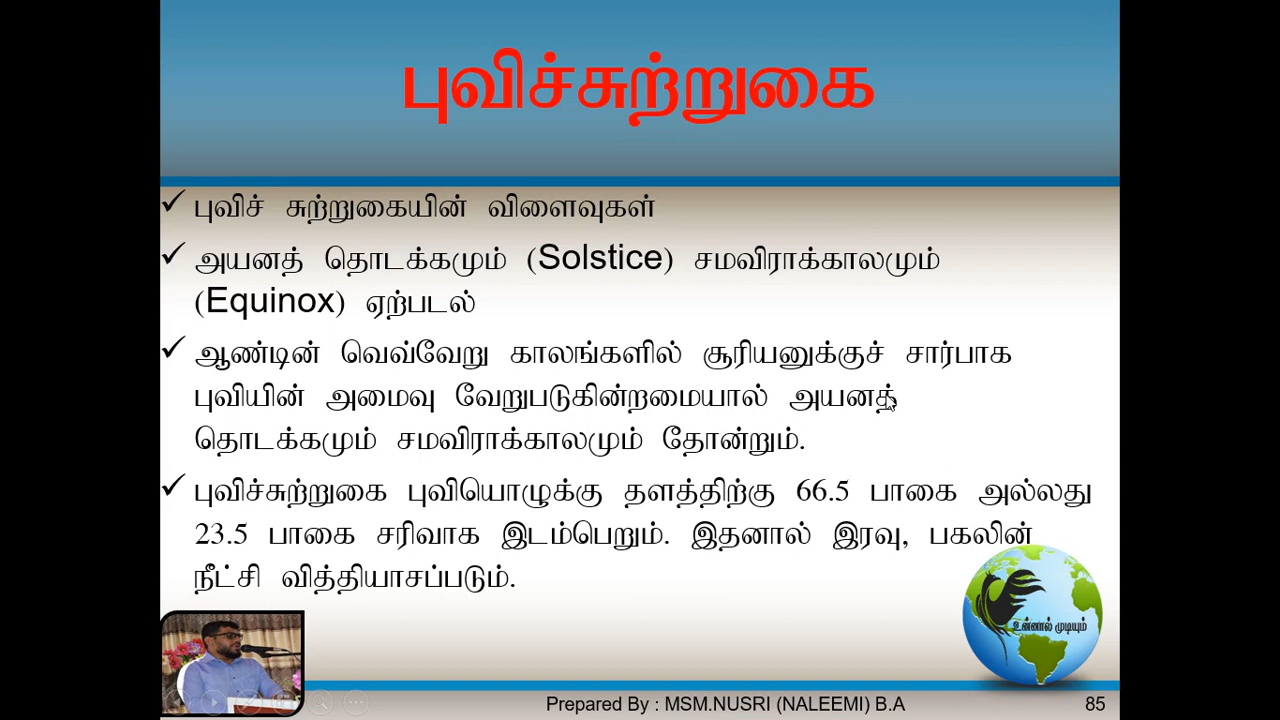 புவிச்சுற்றுகை
புவிச் சுற்றுகையின் விளைவுகள்
அயனத் தொடக்கமும் (Solstice) சமவிராக்காலமும்
(Equinox) ஏற்படல்
ஆண்டின் வெவ்வேறு காலங்களில் சூரியனுக்குச் சார்பாக
புவியின் அமைவு வேறுபடுகின்றமையால் அயனத்
தொடக்கமும் சமவிராக்காலமும் தோன்றும்.
புவிச்சுற்றுகை புவியொழுக்கு தளத்திற்கு 66.5 பாகை அல்லது
23.5 பாகை சரிவாக இடம்பெறும். இதனால் இரவு, பகலின்
நீட்சி வித்தியாசப்படும்.
உன்னால் முடியும்
Prepared By : MSM.NUSRI (NALEEMI) B.A
85